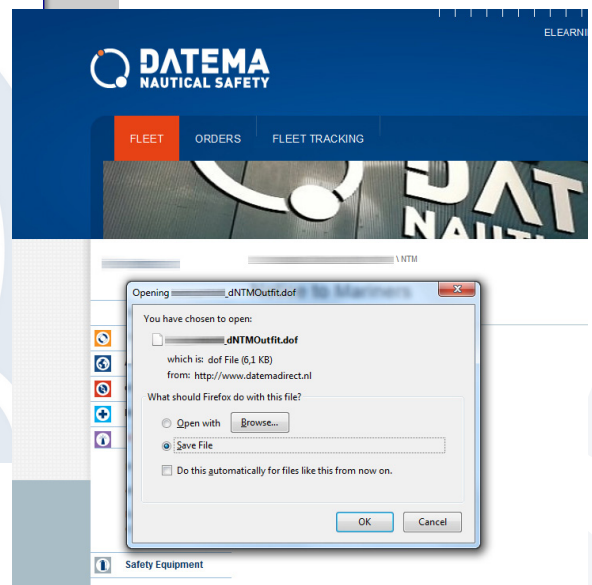 ELEARNI
DATEMA
NAUTICAL SAFETY
FLEET ORDERS FLEET TRACKING
DAT
NAUTI
\ NTM
to Mariners
Opening _dNTMOutfit.dof
You have chosen to open:
_dNTMOutfit.dof
which is: dof File (6,1 KB)
from: http://www.datemadirect.nl
What should Firefox do with this file?
Open with Browse...
Save File
Do this automatically for files like this from now on.
OK Cancel
Safety Equipment